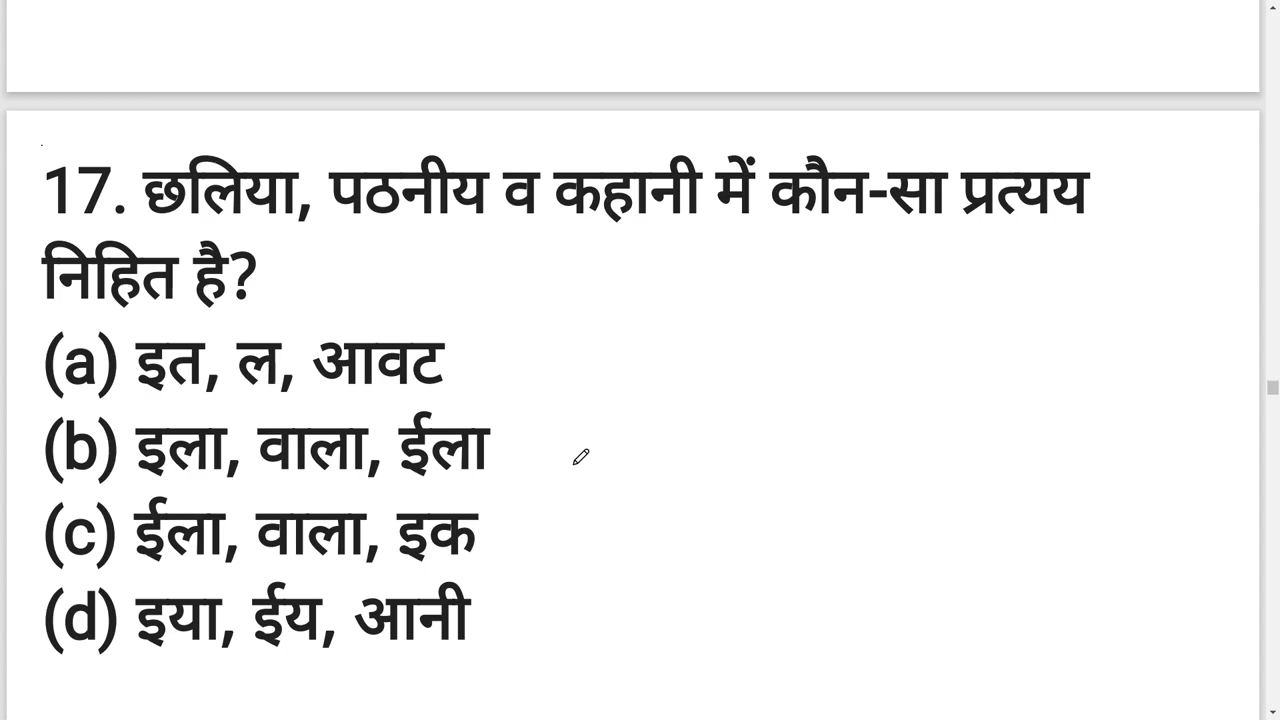 17. छलिया, पठनीय व कहानी में कौन-सा प्रत्यय
निहित है?
(a) इत, ल, आवट
(b) इला, वाला, ईला
(c) ईला, वाला, इक
(d) इया, ईय, आनी